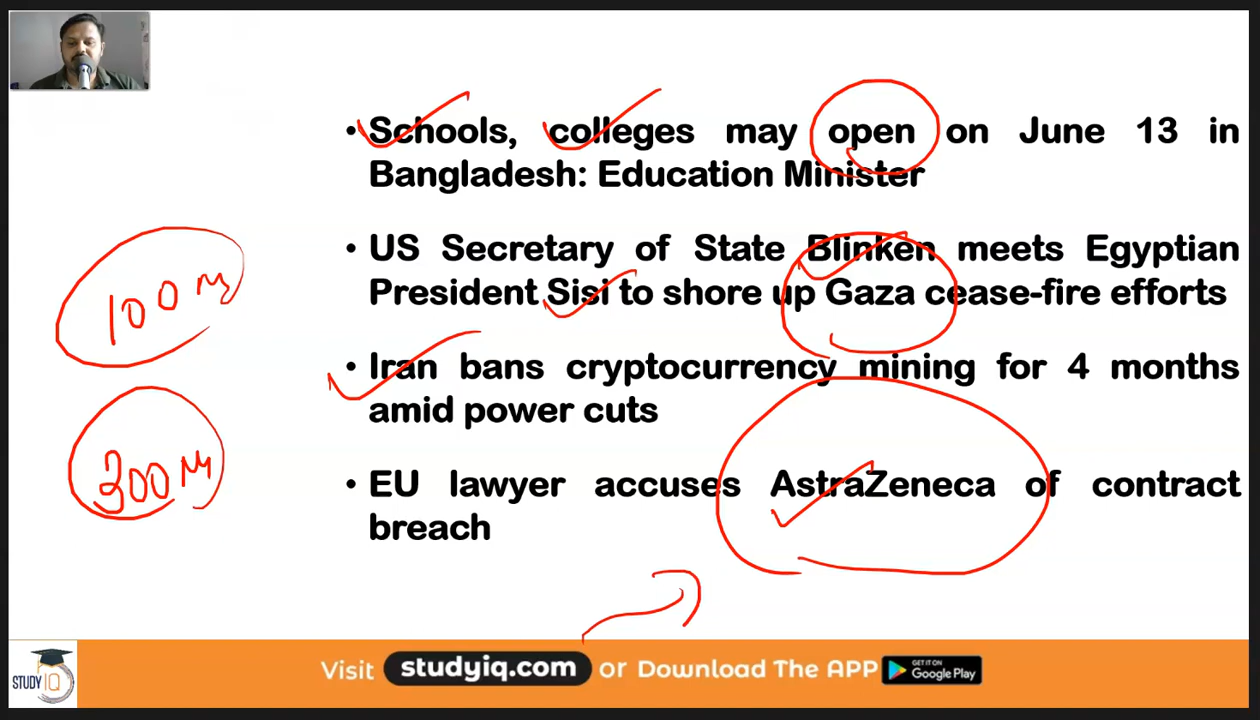 • Schools, colleges may open on June 13 in
Bangladesh: Education Minister
• US Secretary of State Blinken meets Egyptian
President Sisi to shore up Gaza cease-fire efforts
• Iran bans cryptocurrency mining for 4 months
amid power cuts
• EU lawyer accuses AstraZeneca of contract
breach
100 M
300 M
STUDY IQ
Visit studyiq.com or Download The APP
GET IT ON
Google Play